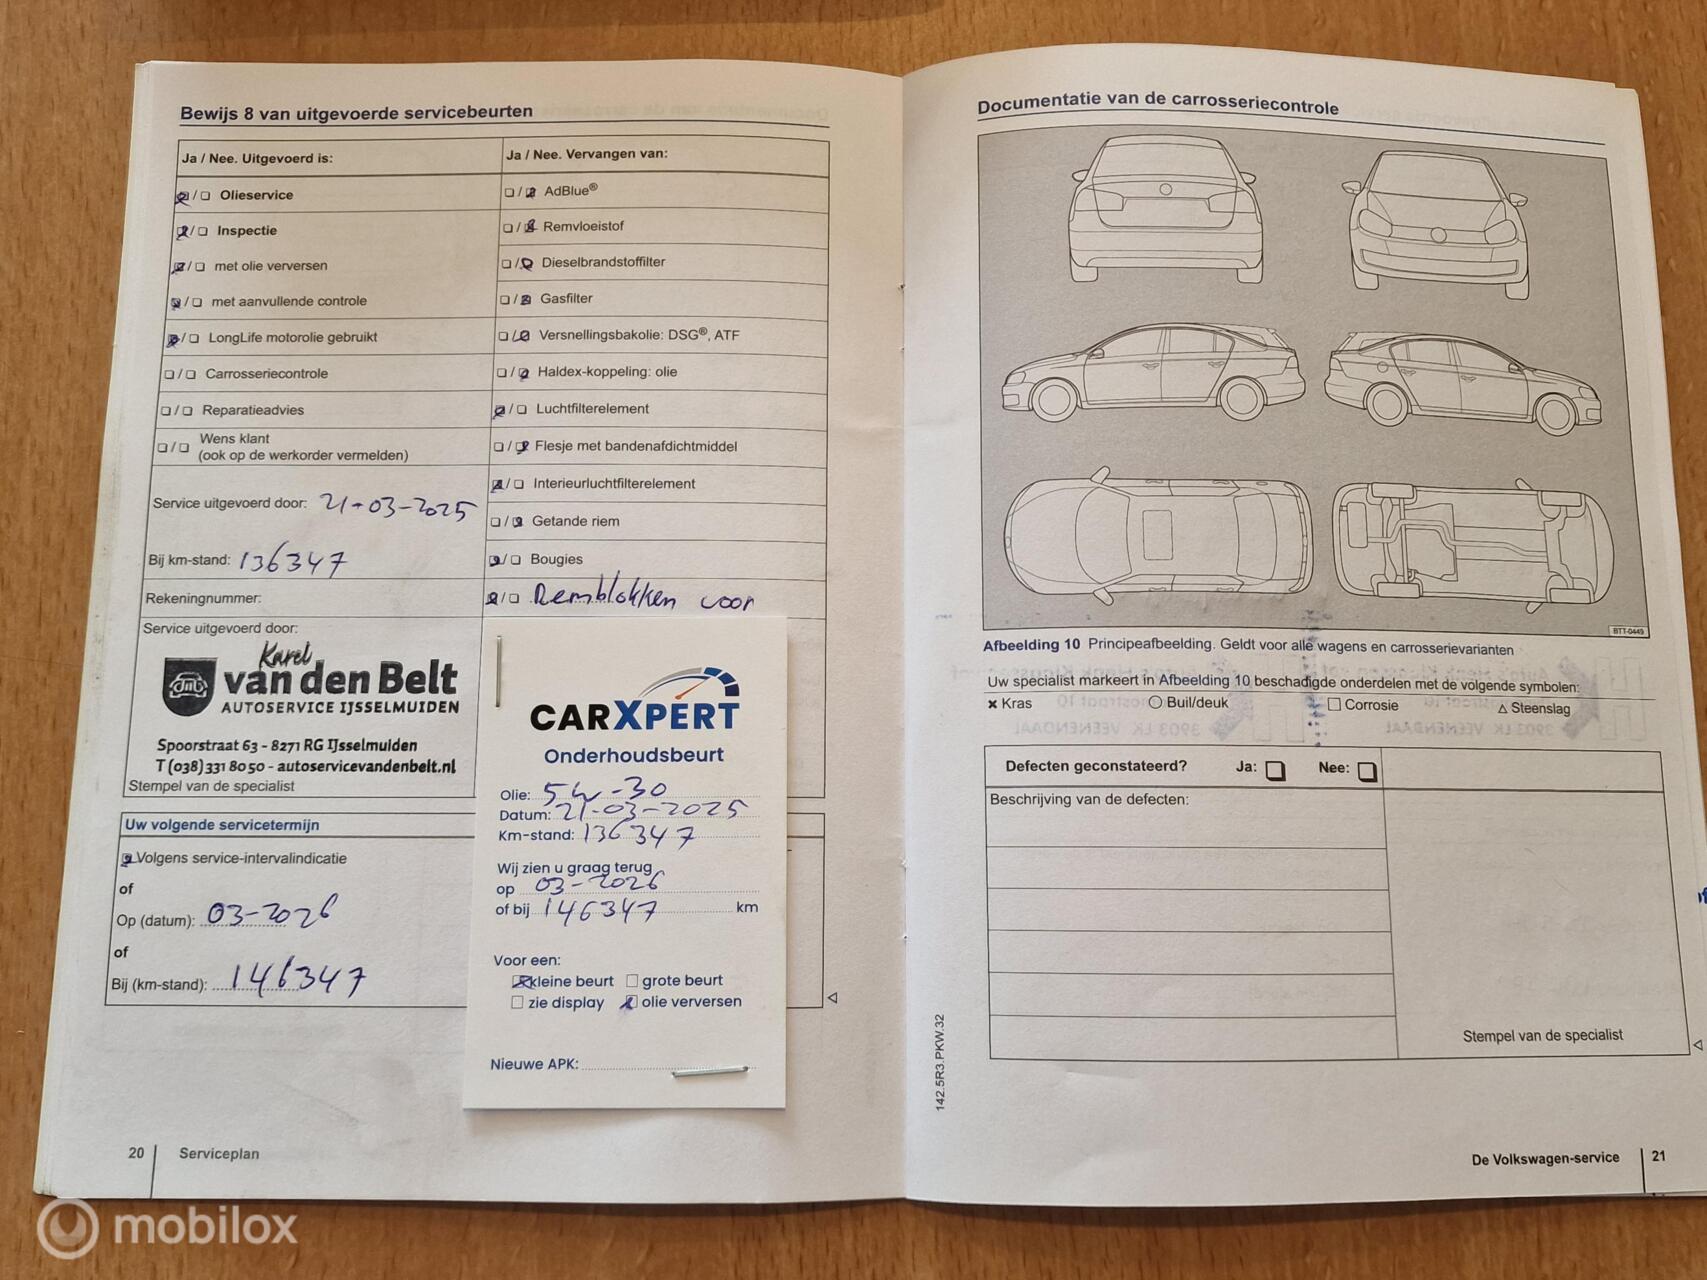 Bewijs 8 van uitgevoerde servicebeurten
Ja / Nee. Uitgevoerd is:
Olieservice
Inspectie
met olie verversen
met aanvullende controle
LongLife motorolie gebruikt
Carrosseriecontrole
Reparatieadvies
Wens klant
(ook op de werkorder vermelden)
Service uitgevoerd door: 21-03-2025
Bij km-stand: 136347
Rekeningnummer:
Service uitgevoerd door:
Karel
van den Belt
AUTOSERVICE IJSSELMUIDEN
Spoorstraat 63 - 8271 RG IJsselmuiden
T (038) 331 80 50 - autoservicevandenbelt.nl
Stempel van de specialist
Ja / Nee. Vervangen van:
AdBlue®
Remvloeistof
Dieselbrandstoffilter
Gasfilter
Versnellingsbakolie: DSG®, ATF
Haldex-koppeling: olie
Luchtfilterelement
Flesje met bandenafdichtmiddel
Interieurluchtfilterelement
Getande riem
Bougies
Remblokken voor
Uw volgende servicetermijn
Volgens service-intervalindicatie
of
Op (datum): 03-2026
of
Bij (km-stand): 146347
CARXPERT
Onderhoudsbeurt
Olie: 5W-30
Datum: 21-03-2025
Km-stand: 136347
Wij zien u graag terug
op 03-2026
of bij 146347 km
Voor een:
kleine beurt grote beurt
zie display olie verversen
Nieuwe APK:
20 Serviceplan
Documentatie van de carrosseriecontrole
BTT-0449
Afbeelding 10 Principeafbeelding. Geldt voor alle wagens en carrosserievarianten
Uw specialist markeert in Afbeelding 10 beschadigde onderdelen met de volgende symbolen:
Kras Buil/deuk Corrosie Steenslag
Defecten geconstateerd? Ja: Nee:
Beschrijving van de defecten:
Stempel van de specialist
142.5R3.PKW.32
De Volkswagen-service 21
mobilox